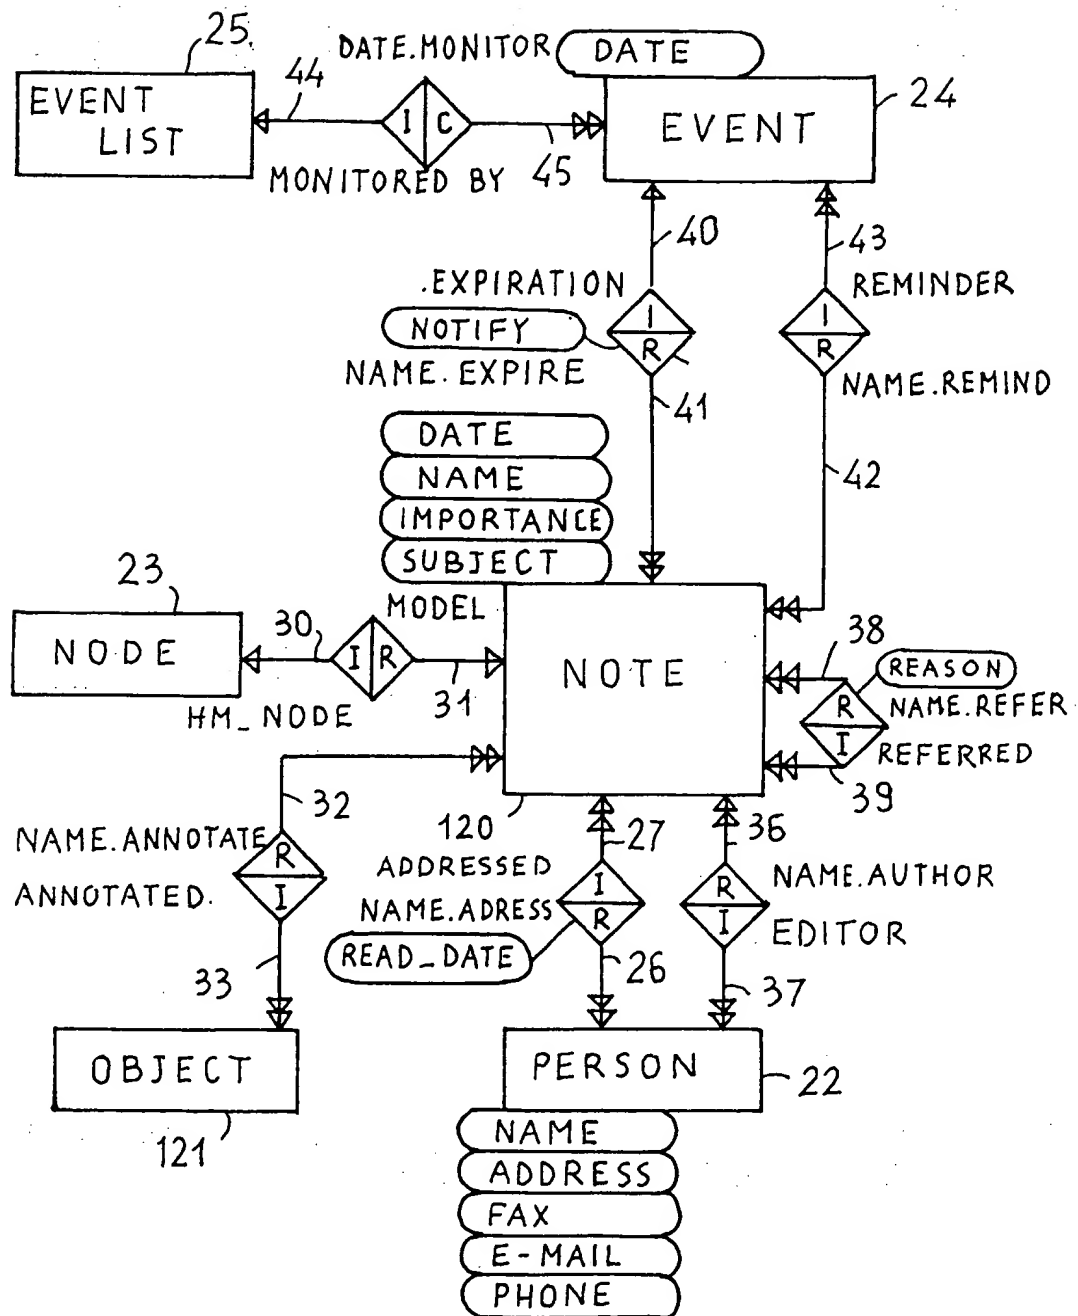 25
DATE.MONITOR
DATE
44
EVENT
LIST
I
C
24
EVENT
MONITORED BY
45
40
43
.EXPIRATION
REMINDER
NOTIFY
I
R
I
R
NAME.EXPIRE
NAME.REMIND
41
DATE
NAME
42
IMPORTANCE
SUBJECT
23
MODEL
30
38
NODE
I
R
NOTE
REASON
R
NAME.REFER
31
HM_NODE
I
REFERRED
39
32
120
27
36
NAME.ANNOTATE
R
ADDRESSED
I
R
NAME.AUTHOR
ANNOTATED.
I
NAME.ADRESS
R
I
EDITOR
READ_DATE
26
33
37
OBJECT
PERSON
22
121
NAME
ADDRESS
FAX
E-MAIL
PHONE